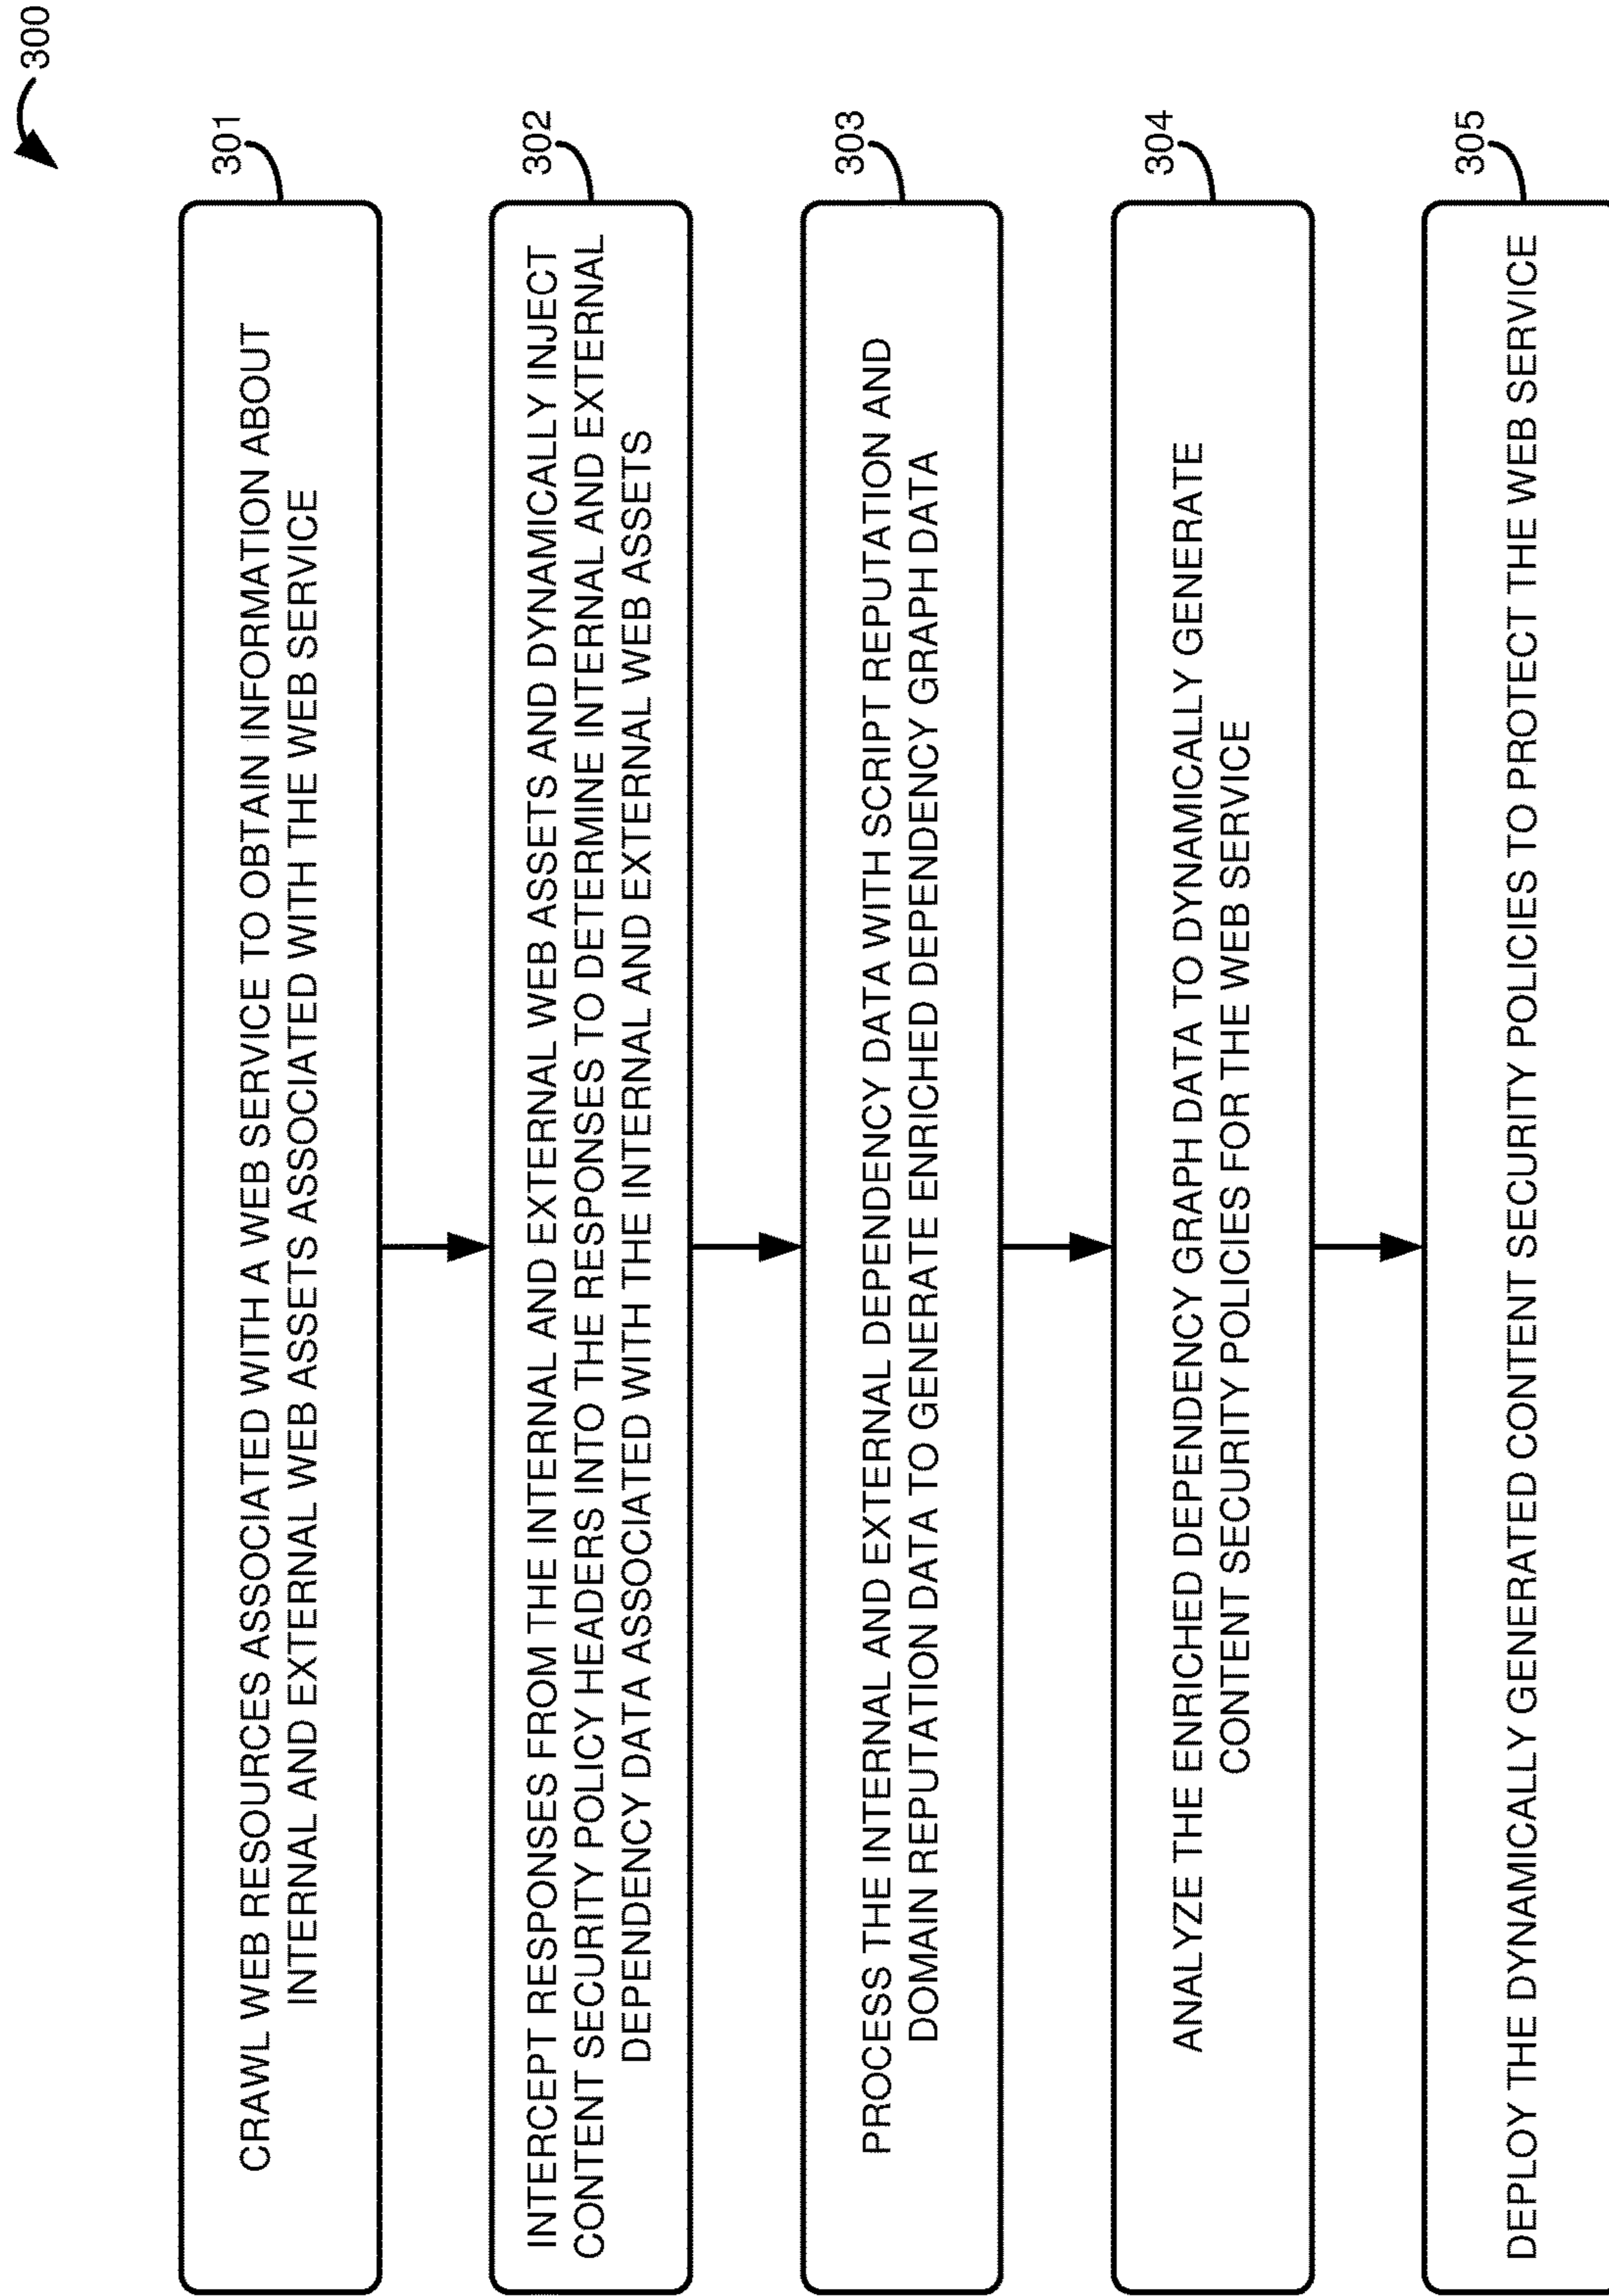 300
301
CRAWL WEB RESOURCES ASSOCIATED WITH A WEB SERVICE TO OBTAIN INFORMATION ABOUT
INTERNAL AND EXTERNAL WEB ASSETS ASSOCIATED WITH THE WEB SERVICE
302
INTERCEPT RESPONSES FROM THE INTERNAL AND EXTERNAL WEB ASSETS AND DYNAMICALLY INJECT
CONTENT SECURITY POLICY HEADERS INTO THE RESPONSES TO DETERMINE INTERNAL AND EXTERNAL
DEPENDENCY DATA ASSOCIATED WITH THE INTERNAL AND EXTERNAL WEB ASSETS
303
PROCESS THE INTERNAL AND EXTERNAL DEPENDENCY DATA WITH SCRIPT REPUTATION AND
DOMAIN REPUTATION DATA TO GENERATE ENRICHED DEPENDENCY GRAPH DATA
304
ANALYZE THE ENRICHED DEPENDENCY GRAPH DATA TO DYNAMICALLY GENERATE
CONTENT SECURITY POLICIES FOR THE WEB SERVICE
305
DEPLOY THE DYNAMICALLY GENERATED CONTENT SECURITY POLICIES TO PROTECT THE WEB SERVICE